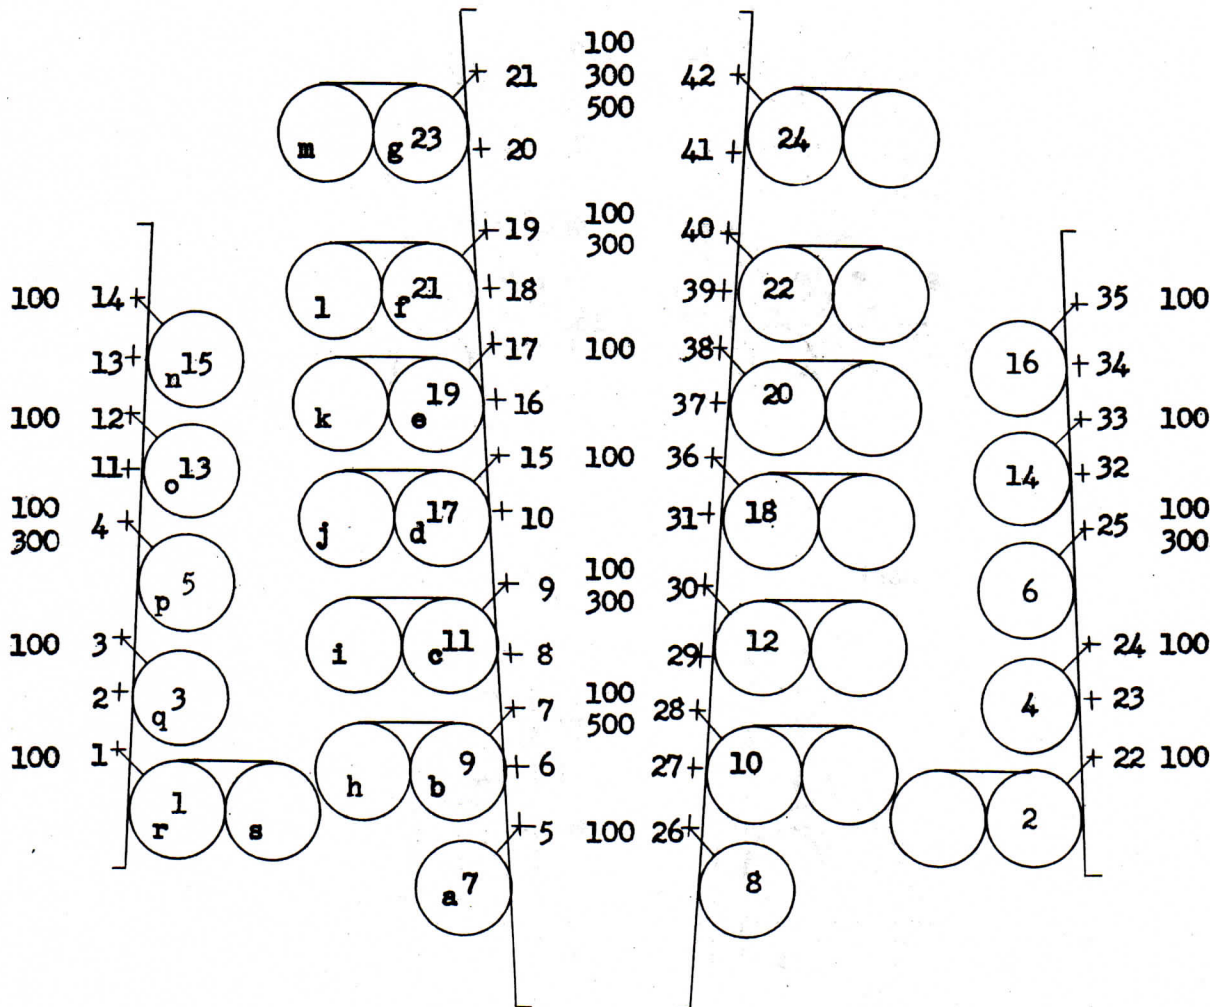 100
21 300 42
500
m g 23 24
20 41
100
19 40
300
l f 21 18 39 22
100 14 35 100
17 100 38
n 15 16
13 34
k e 19 16 37 20
100 12 33 100
o 13 14
11 32
15 100 36
100 4 25 100
300 300
j d 17 10 31 18
p 5 6
9 100 30
300
100 3 24 100
i c 11 8 29 12
q 3 4
2 23
7 100 28
500
100 1 22 100
h b 9 6 27 10
r 1 s 2
5 100 26
a 7 8